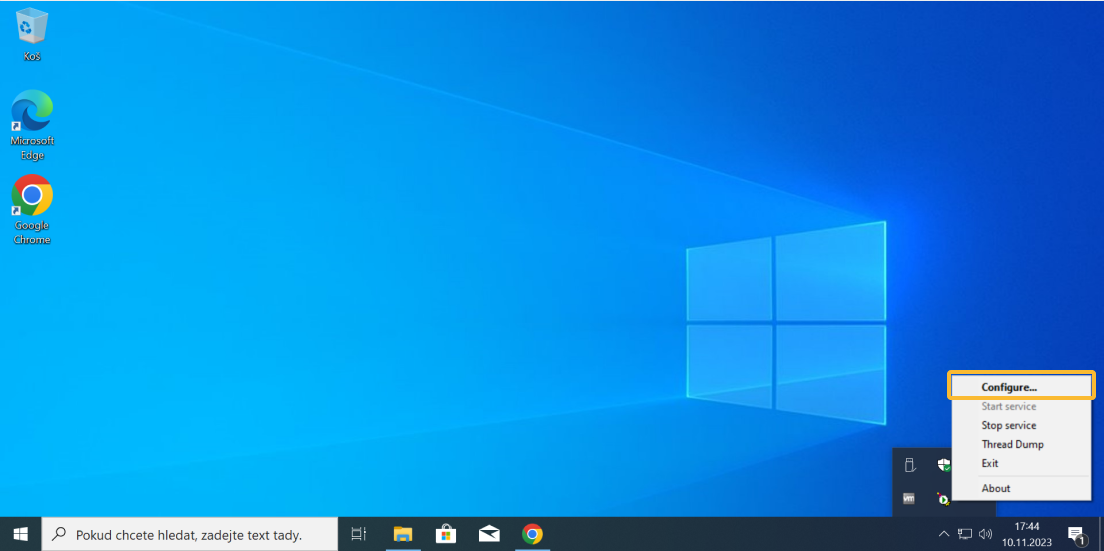 Koš
Microsoft
Edge
Google
Chrome
Configure...
Start service
Stop service
Thread Dump
Exit
About
vm
Pokud chcete hledat, zadejte text tady.
17:44
10.11.2023
1